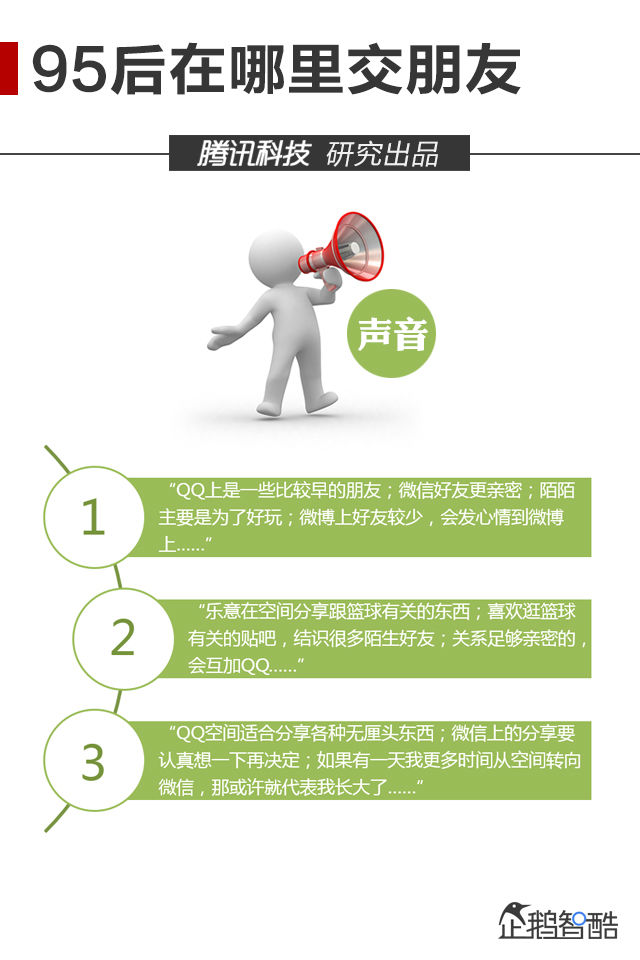 95后在哪里交朋友
腾讯科技 研究出品
声音
1
“QQ上是一些比较早的朋友；微信好友更亲密；陌陌
主要是为了好玩；微博上好友较少，会发心情到微博
上……”
2
“乐意在空间分享跟篮球有关的东西；喜欢逛篮球
有关的贴吧，结识很多陌生好友；关系足够亲密的，
会互加QQ……”
3
“QQ空间适合分享各种无厘头东西；微信上的分享要
认真想一下再决定；如果有一天我更多时间从空间转向
微信，那或许就代表我长大了……”
企鹅智酷